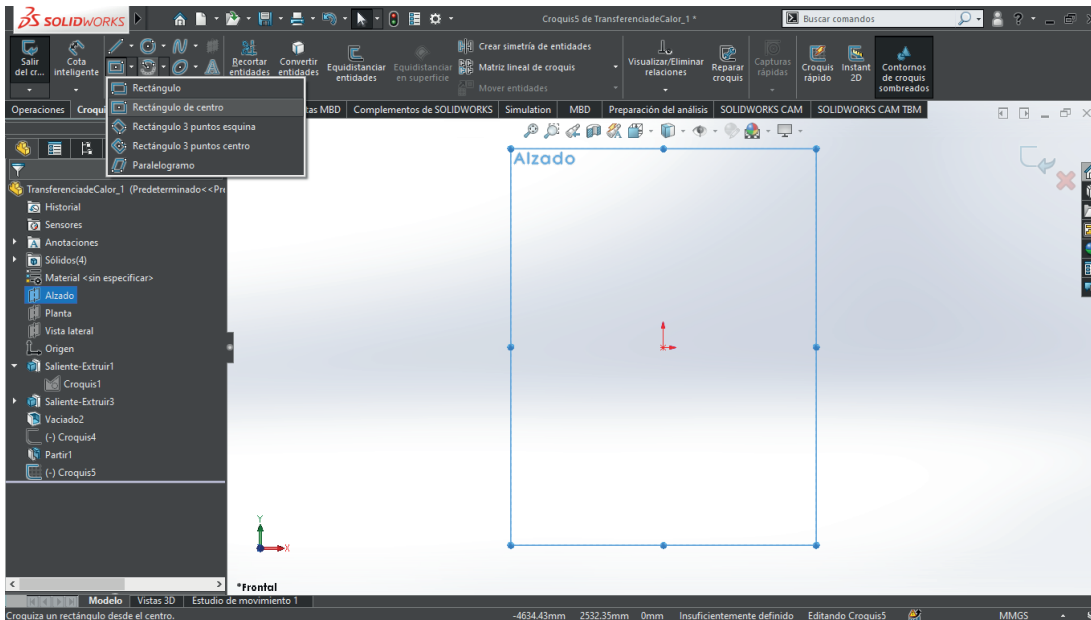 SOLIDWORKS
Croquis5 de TransferenciadeCalor_1 *
Buscar comandos
Salir del cr...
Cota inteligente
Recortar entidades
Convertir entidades
Equidistanciar entidades
Equidistanciar en superficie
Crear simetría de entidades
Matriz lineal de croquis
Mover entidades
Visualizar/Eliminar relaciones
Reparar croquis
Capturas rápidas
Croquis rápido
Instant 2D
Contornos de croquis sombreados
Rectángulo
Rectángulo de centro
Rectángulo 3 puntos esquina
Rectángulo 3 puntos centro
Paralelogramo
Operaciones
Croqui
as MBD
Complementos de SOLIDWORKS
Simulation
MBD
Preparación del análisis
SOLIDWORKS CAM
SOLIDWORKS CAM TBM
TransferenciadeCalor_1 (Predeterminado<<Pre
Historial
Sensores
Anotaciones
Sólidos(4)
Material <sin especificar>
Alzado
Planta
Vista lateral
Origen
Saliente-Extruir1
Croquis1
Saliente-Extruir3
Vaciado2
(-) Croquis4
Partir1
(-) Croquis5
Alzado
Y
X
*Frontal
Modelo
Vistas 3D
Estudio de movimiento 1
Croquiza un rectángulo desde el centro.
-4634.43mm 2532.35mm 0mm Insuficientemente definido Editando Croquis5 MMGS